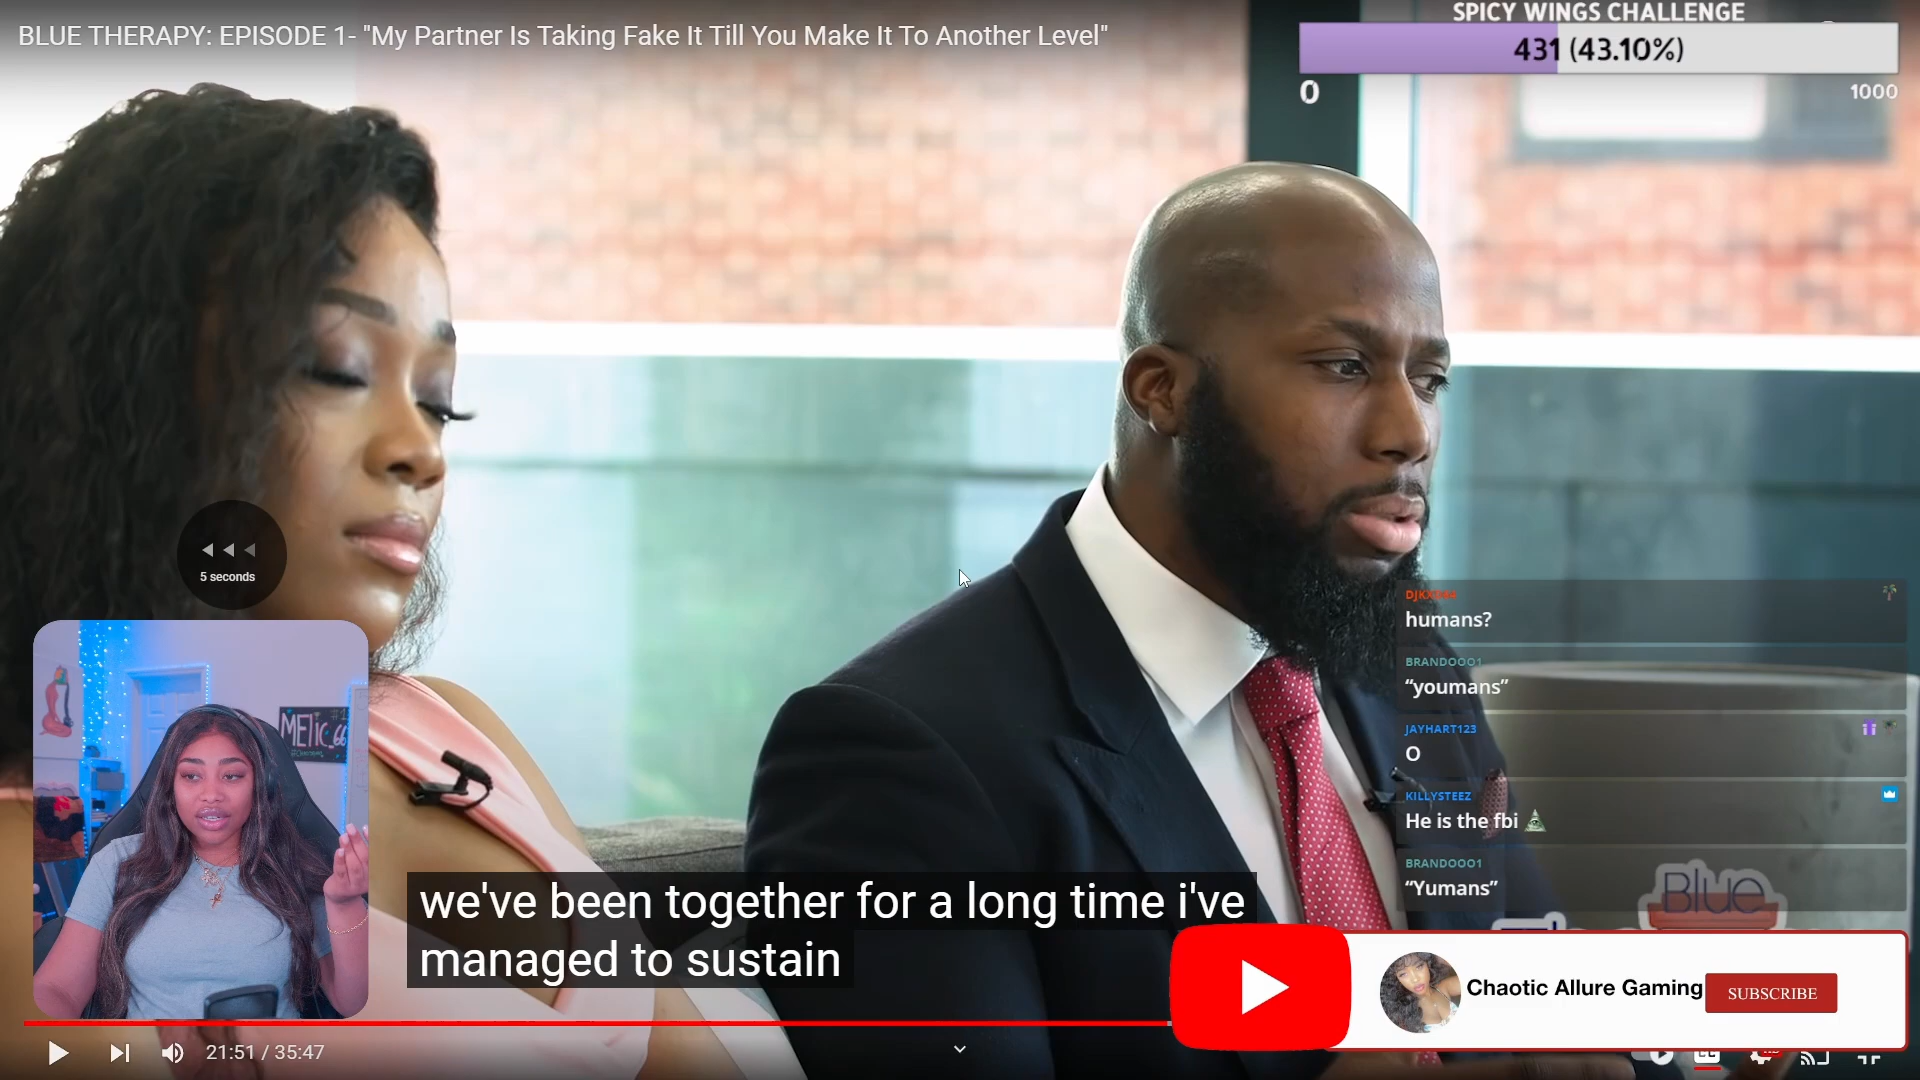 BLUE THERAPY: EPISODE 1- "My Partner Is Taking Fake It Till You Make It To Another Level"
SPICY WINGS CHALLENGE
431 (43.10%)
0
1000
5 seconds
humans?
BRANDOOO1
“youmans”
JAYHART123
O
KILLYSTEEZ
He is the fbi
BRANDOOO1
“Yumans”
MELIC_66
Blue
we've been together for a long time i've
managed to sustain
Chaotic Allure Gaming
SUBSCRIBE
21:51 / 35:47